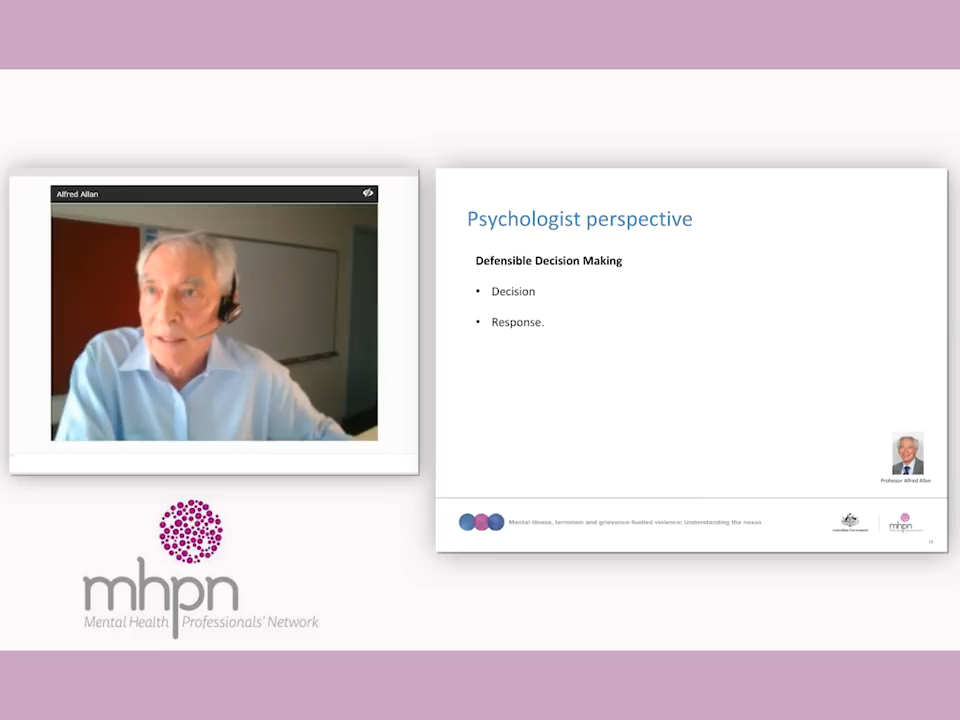 Alfred Allan
Psychologist perspective
Defensible Decision Making
• Decision
• Response.
Professor Alfred Allan
Mental illness, terrorism and grievance-fuelled violence: Understanding the nexus
mhpn
mhpn
Mental Health Professionals' Network